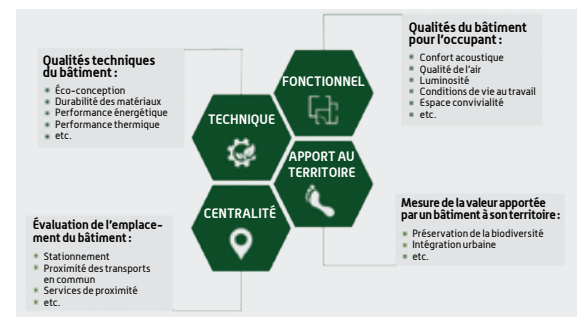 Qualités techniques
du bâtiment :
Éco-conception
Durabilité des matériaux
Performance énergétique
Performance thermique
etc.
Qualités du bâtiment
pour l'occupant :
Confort acoustique
Qualité de l'air
Luminosité
Conditions de vie au travail
Espace convivialité
etc.
FONCTIONNEL
TECHNIQUE
APPORT AU
TERRITOIRE
CENTRALITÉ
Évaluation de l'emplace-
ment du bâtiment :
Stationnement
Proximité des transports
en commun
Services de proximité
etc.
Mesure de la valeur apportée
par un bâtiment à son territoire :
Préservation de la biodiversité
Intégration urbaine
etc.